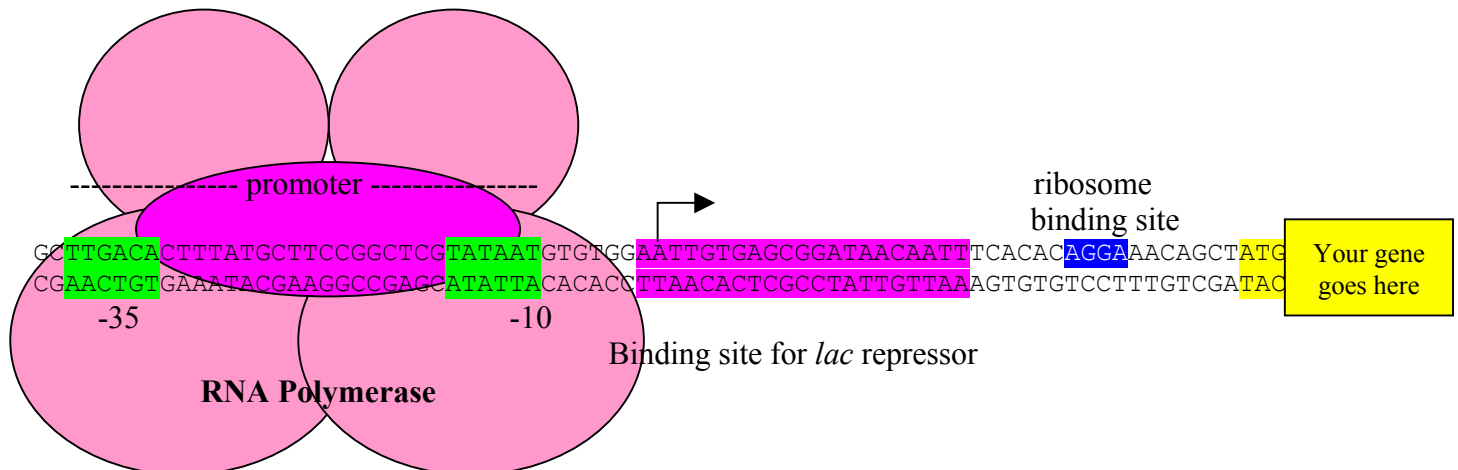 ---------------- promoter ----------------
ribosome
binding site
GCTTGACACTTTATGCTTCCGGCTCGTATAATGTGTGGAATTGTGAGCGGATAACAATTTCACACAGGAAACAGCTATG
CGAACTGTGAAATACGAAGGCCGAGCATATTACACACCTTAACACTCGCCTATTGTTAAAGTGTGTCCTTTGTCGATAC
Your gene
goes here
-35
-10
Binding site for lac repressor
RNA Polymerase